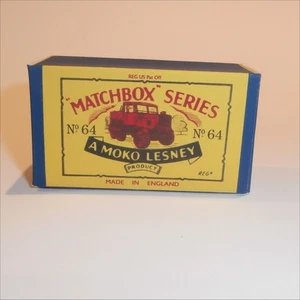 REG US Pat Off
"MATCHBOX" SERIES
Nº 64 Nº 64
A MOKO LESNEY
PRODUCT
REGD
MADE IN ENGLAND